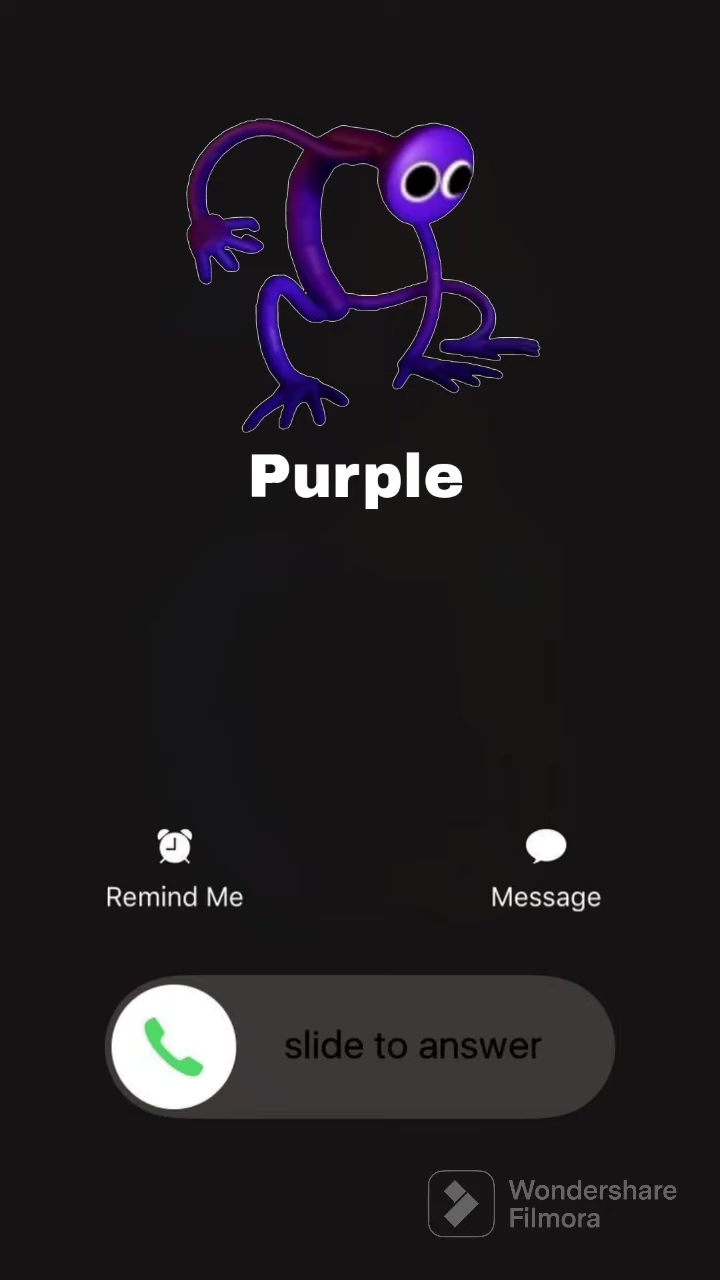 Purple
Remind Me
Message
slide to answer
Wondershare
Filmora